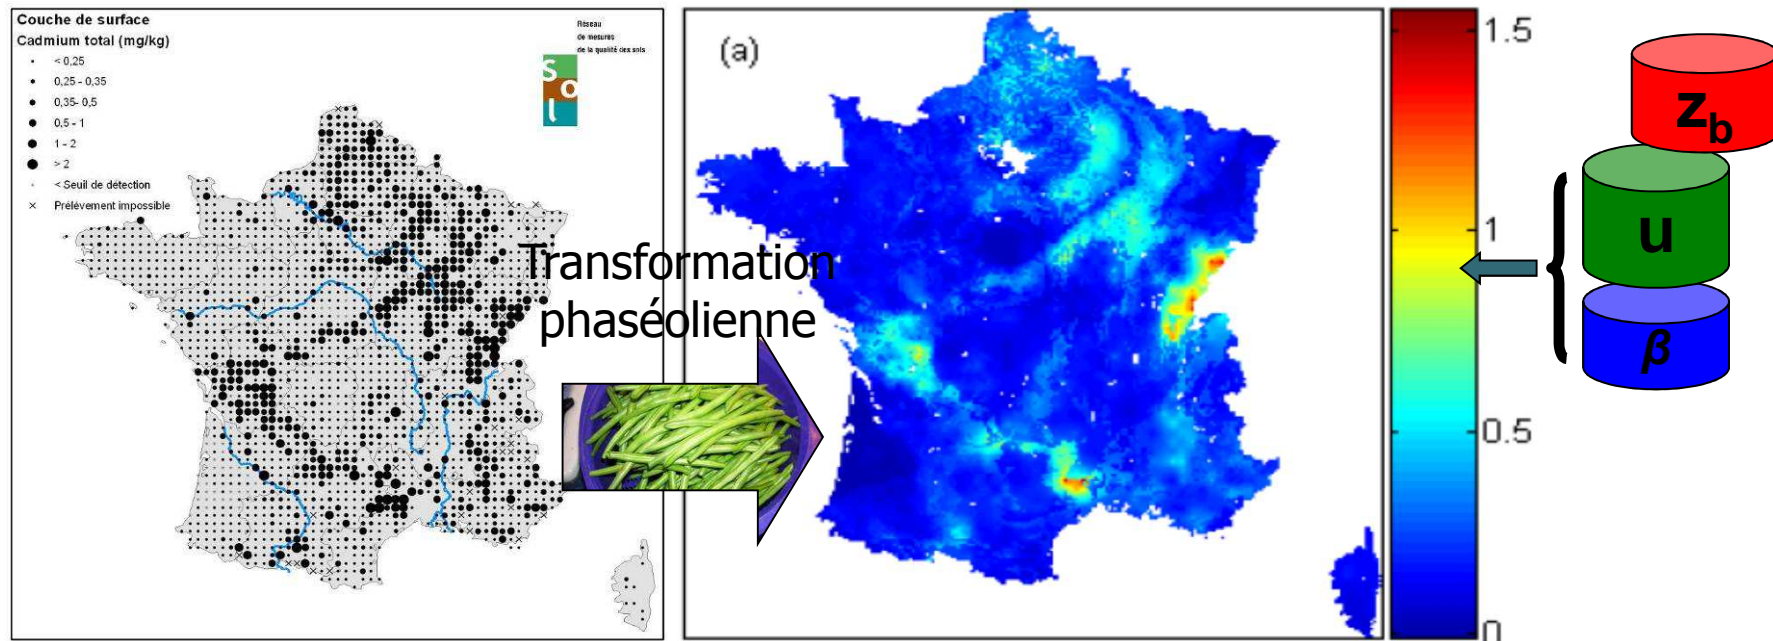 Couche de surface
Cadmium total (mg/kg)
< 0,25
0,25 - 0,35
0,35- 0,5
0,5 - 1
1 - 2
> 2
< Seuil de détection
Prélèvement impossible
Réseau
de mesures
de la qualité des sols
S
o
l
Transformation
phaséolienne
(a)
1.5
1
0.5
0
z_b
u
β